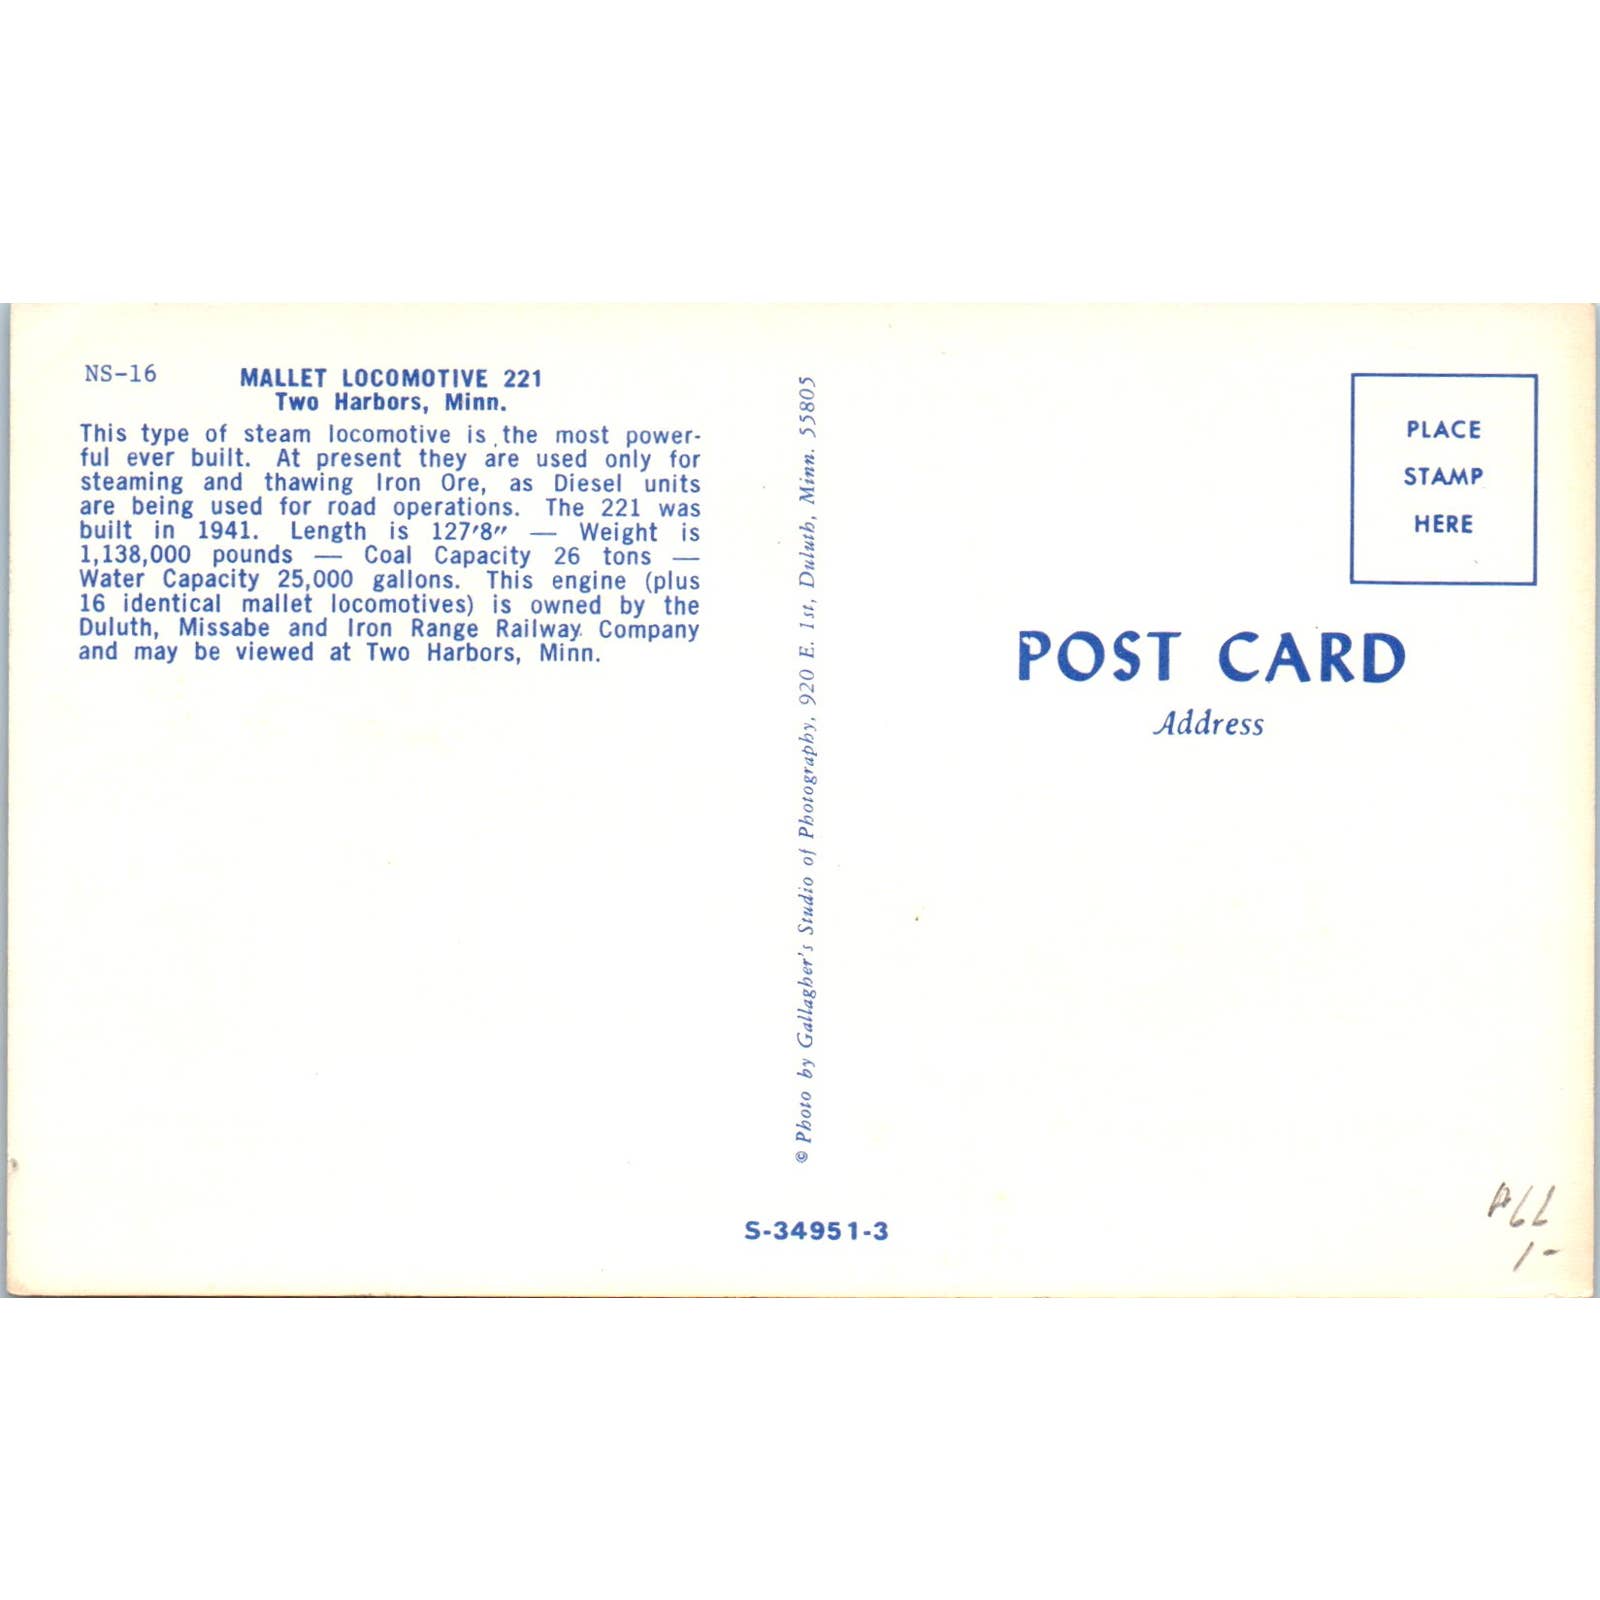 NS-16
MALLET LOCOMOTIVE 221
Two Harbors, Minn.
This type of steam locomotive is the most power-
ful ever built. At present they are used only for
steaming and thawing Iron Ore, as Diesel units
are being used for road operations. The 221 was
built in 1941. Length is 127'8" — Weight is
1,138,000 pounds — Coal Capacity 26 tons —
Water Capacity 25,000 gallons. This engine (plus
16 identical mallet locomotives) is owned by the
Duluth, Missabe and Iron Range Railway Company
and may be viewed at Two Harbors, Minn.
© Photo by Gallagher's Studio of Photography, 920 E. 1st, Duluth, Minn. 55805
S-34951-3
PLACE
STAMP
HERE
POST CARD
Address
1-